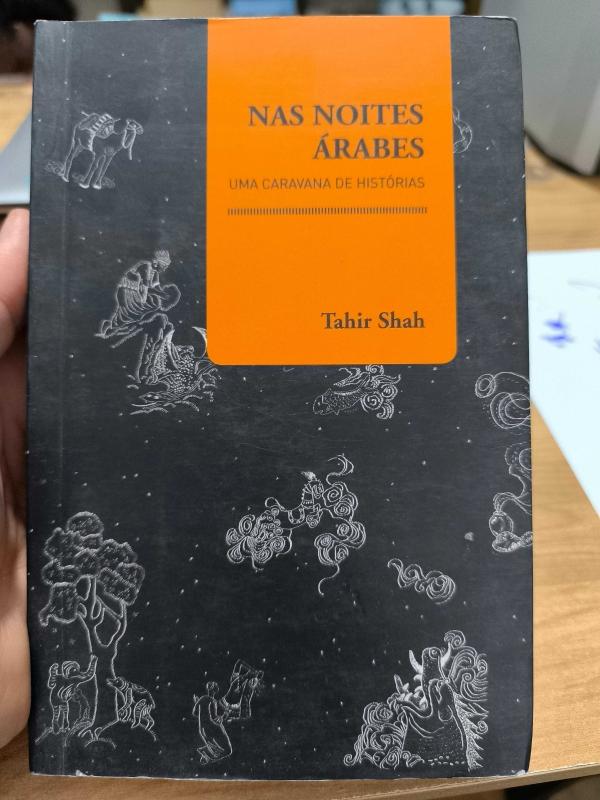 NAS NOITES
ÁRABES
UMA CARAVANA DE HISTÓRIAS
Tahir Shah